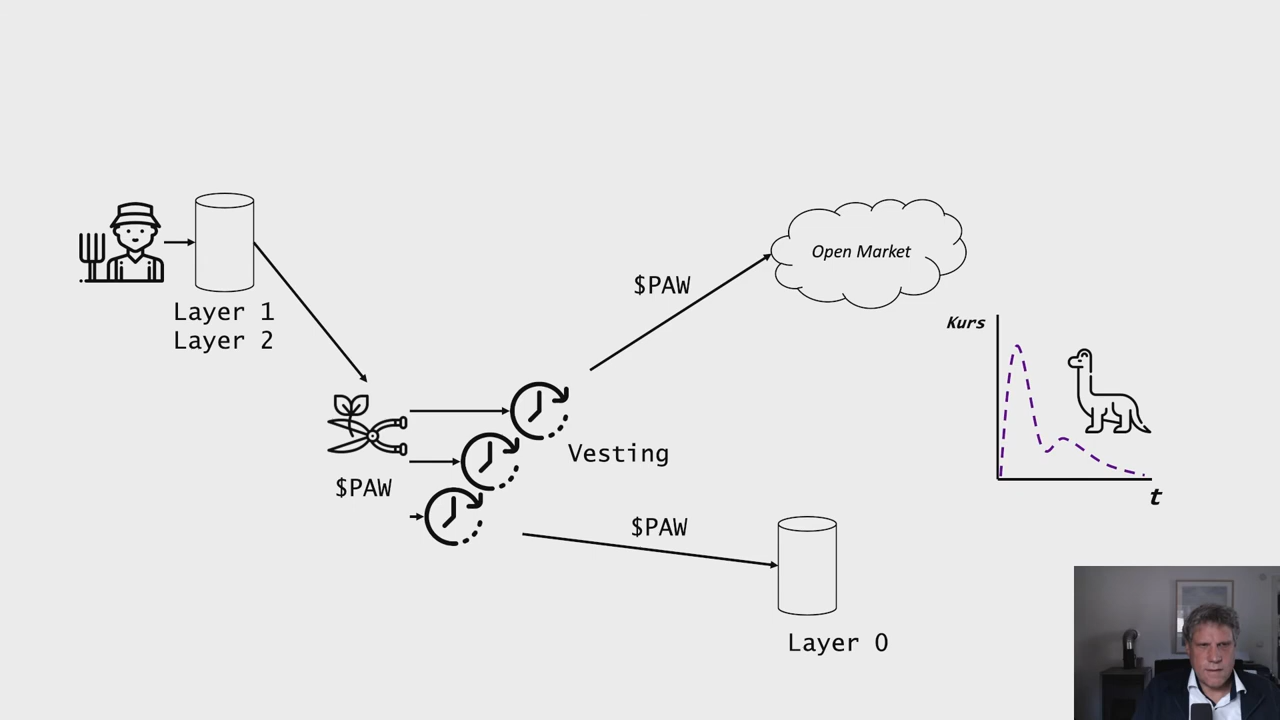 Layer 1
Layer 2
$PAW
Open Market
Kurs
Vesting
$PAW
$PAW
t
Layer 0